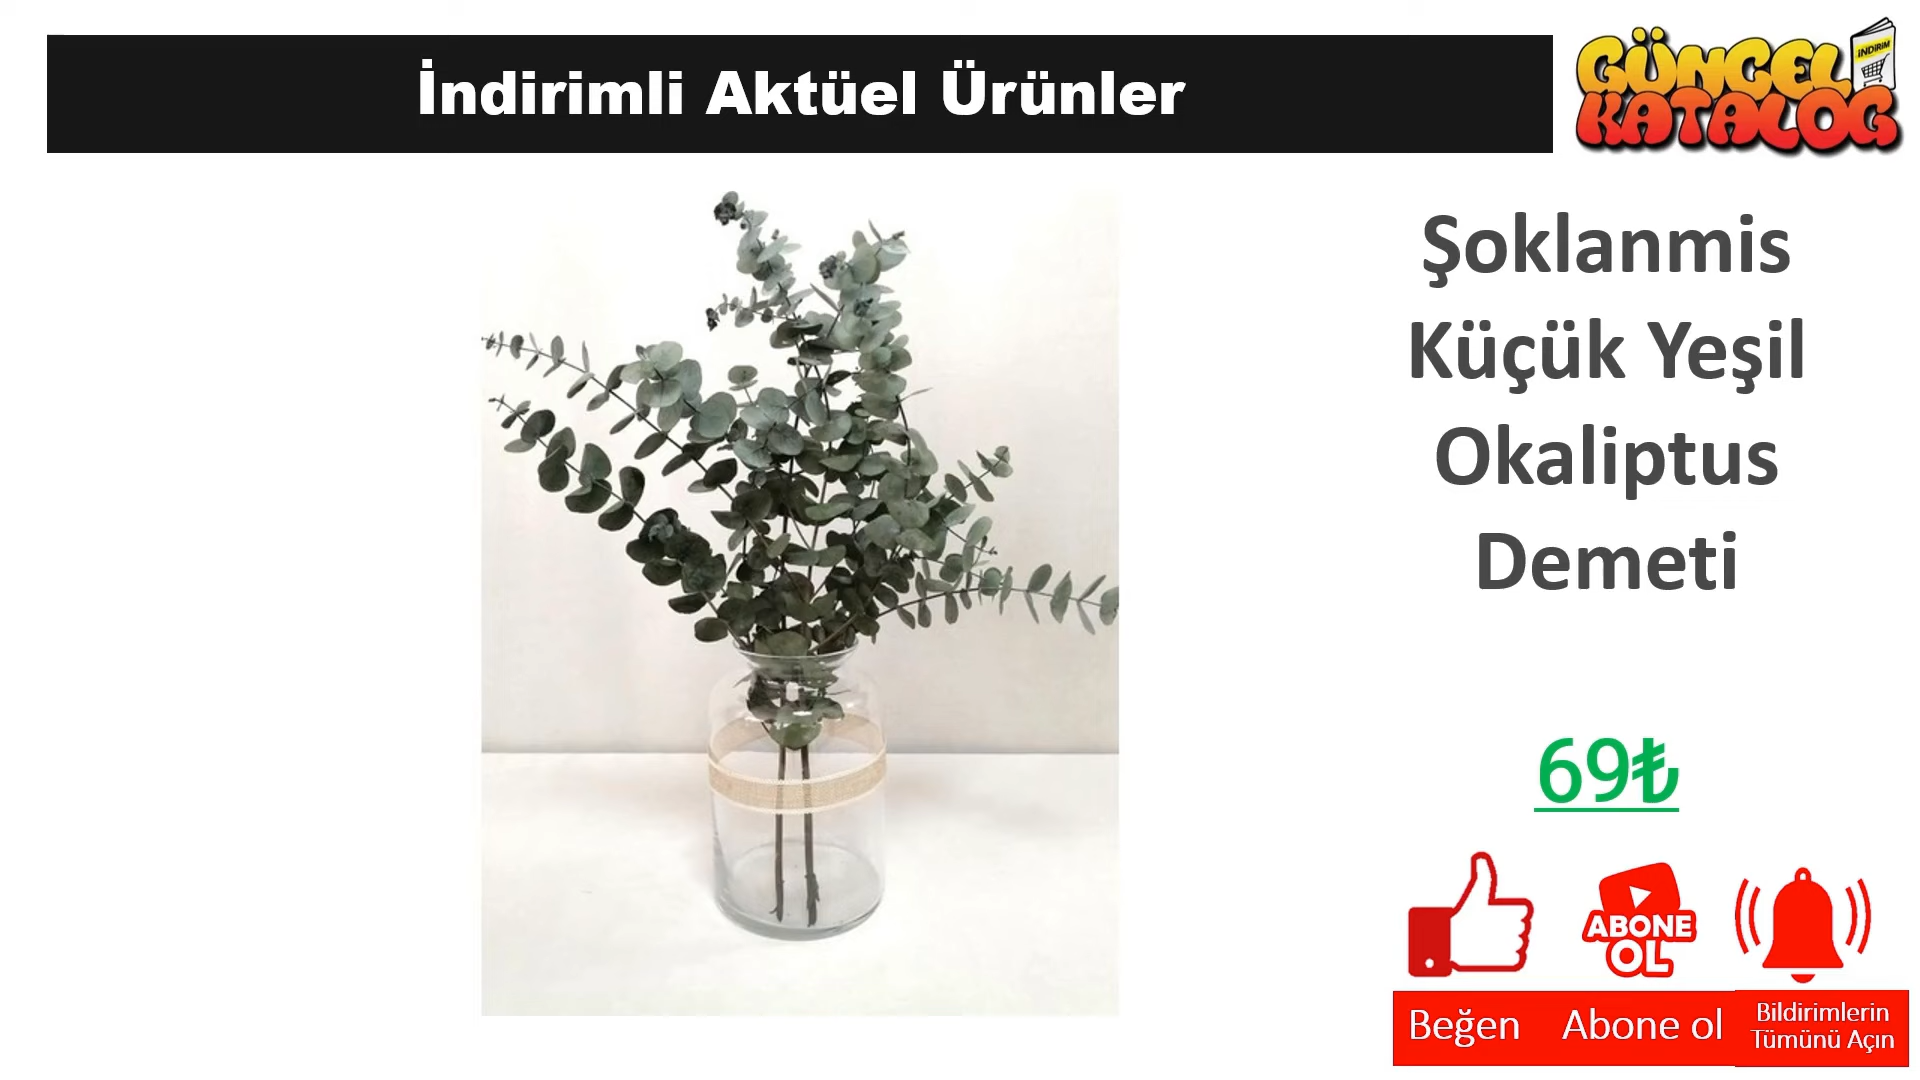 İndirimli Aktüel Ürünler
GÜNCEL
KATALOG
İNDİRİM
Şoklanmis
Küçük Yeşil
Okaliptus
Demeti
69₺
ABONE
OL
Beğen
Abone ol
Bildirimlerin
Tümünü Açın